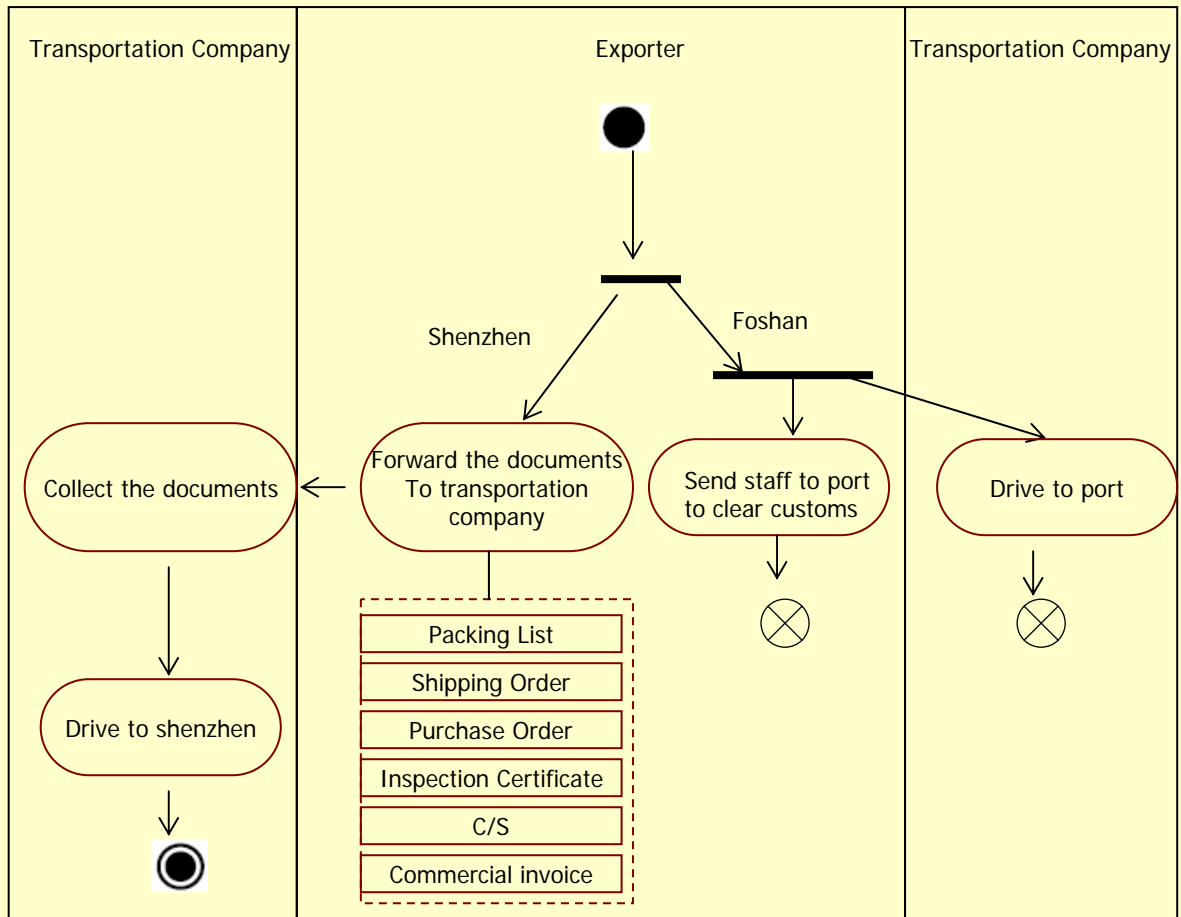 Transportation Company
Exporter
Transportation Company
Shenzhen
Foshan
Collect the documents
Forward the documents
To transportation
company
Send staff to port
to clear customs
Drive to port
Packing List
Shipping Order
Purchase Order
Inspection Certificate
C/S
Commercial invoice
Drive to shenzhen